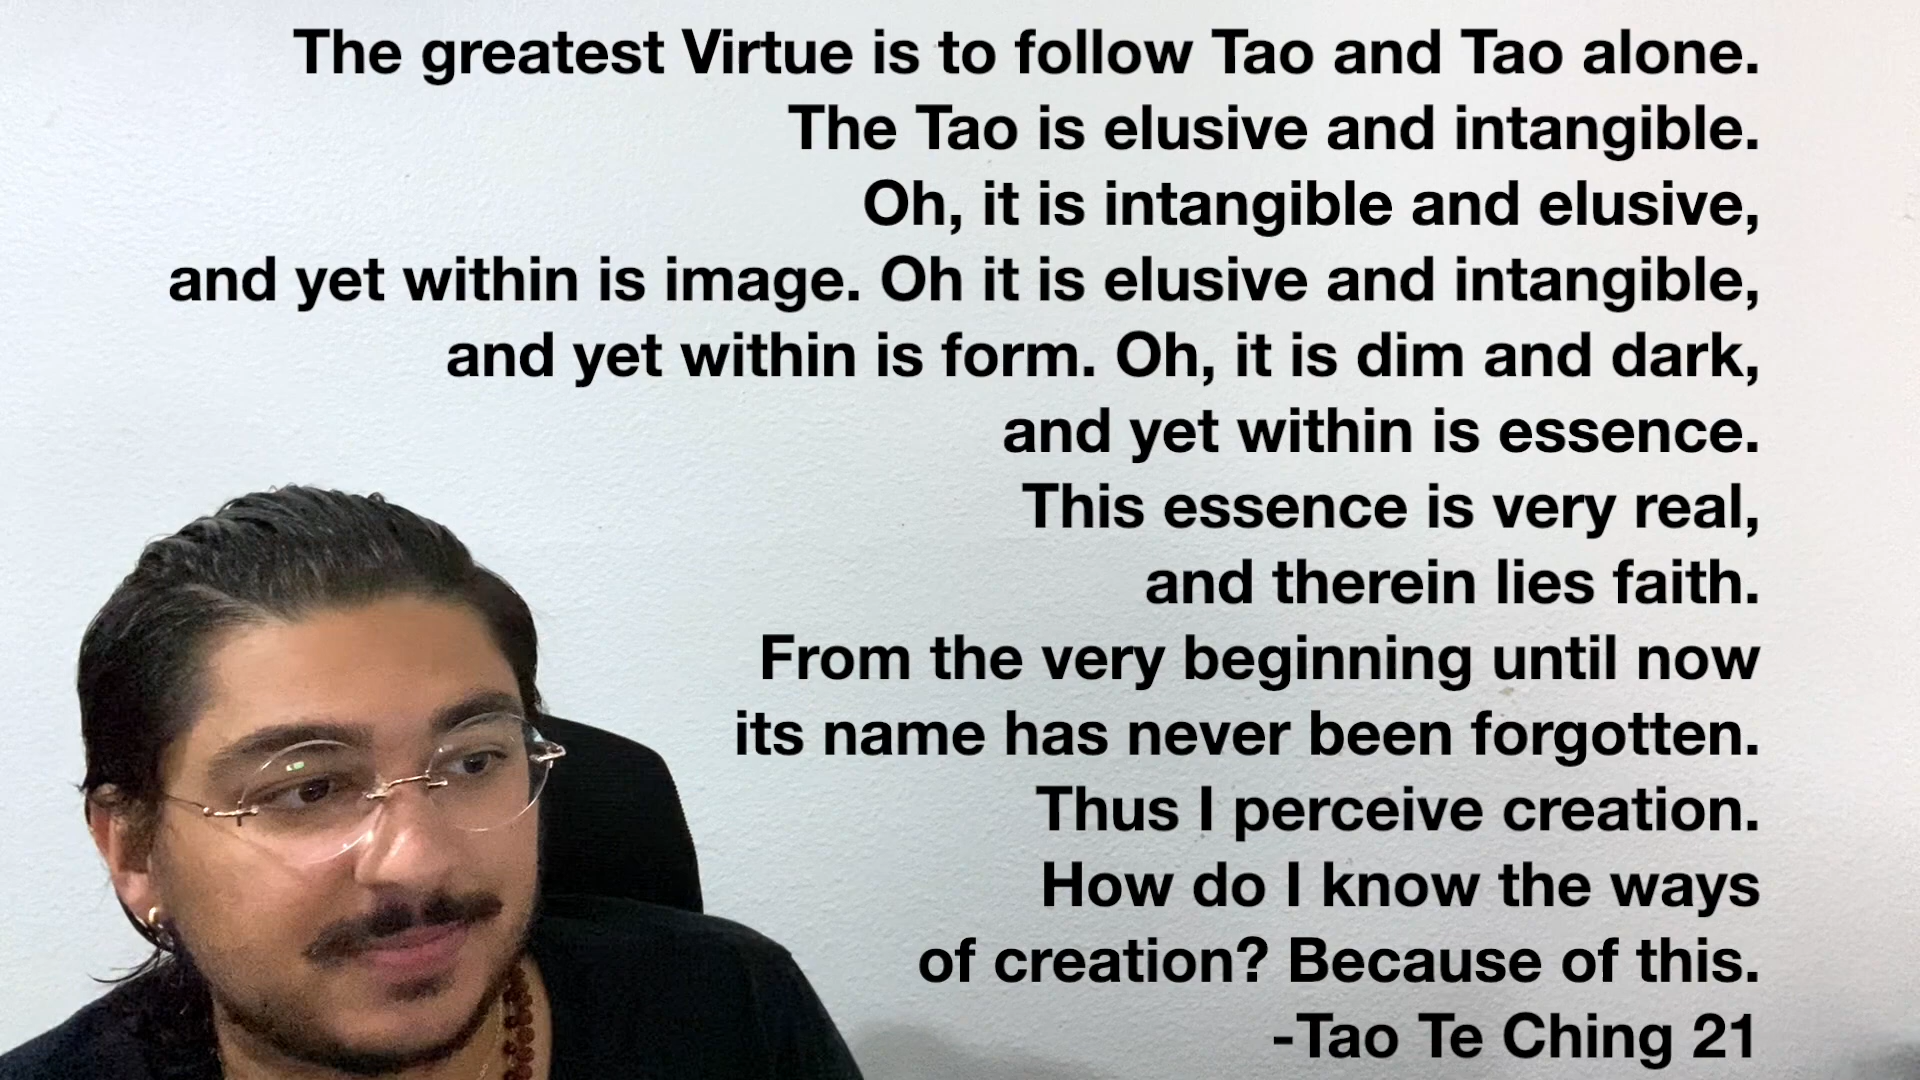 The greatest Virtue is to follow Tao and Tao alone.
The Tao is elusive and intangible.
Oh, it is intangible and elusive,
and yet within is image. Oh it is elusive and intangible,
and yet within is form. Oh, it is dim and dark,
and yet within is essence.
This essence is very real,
and therein lies faith.
From the very beginning until now
its name has never been forgotten.
Thus I perceive creation.
How do I know the ways
of creation? Because of this.
-Tao Te Ching 21